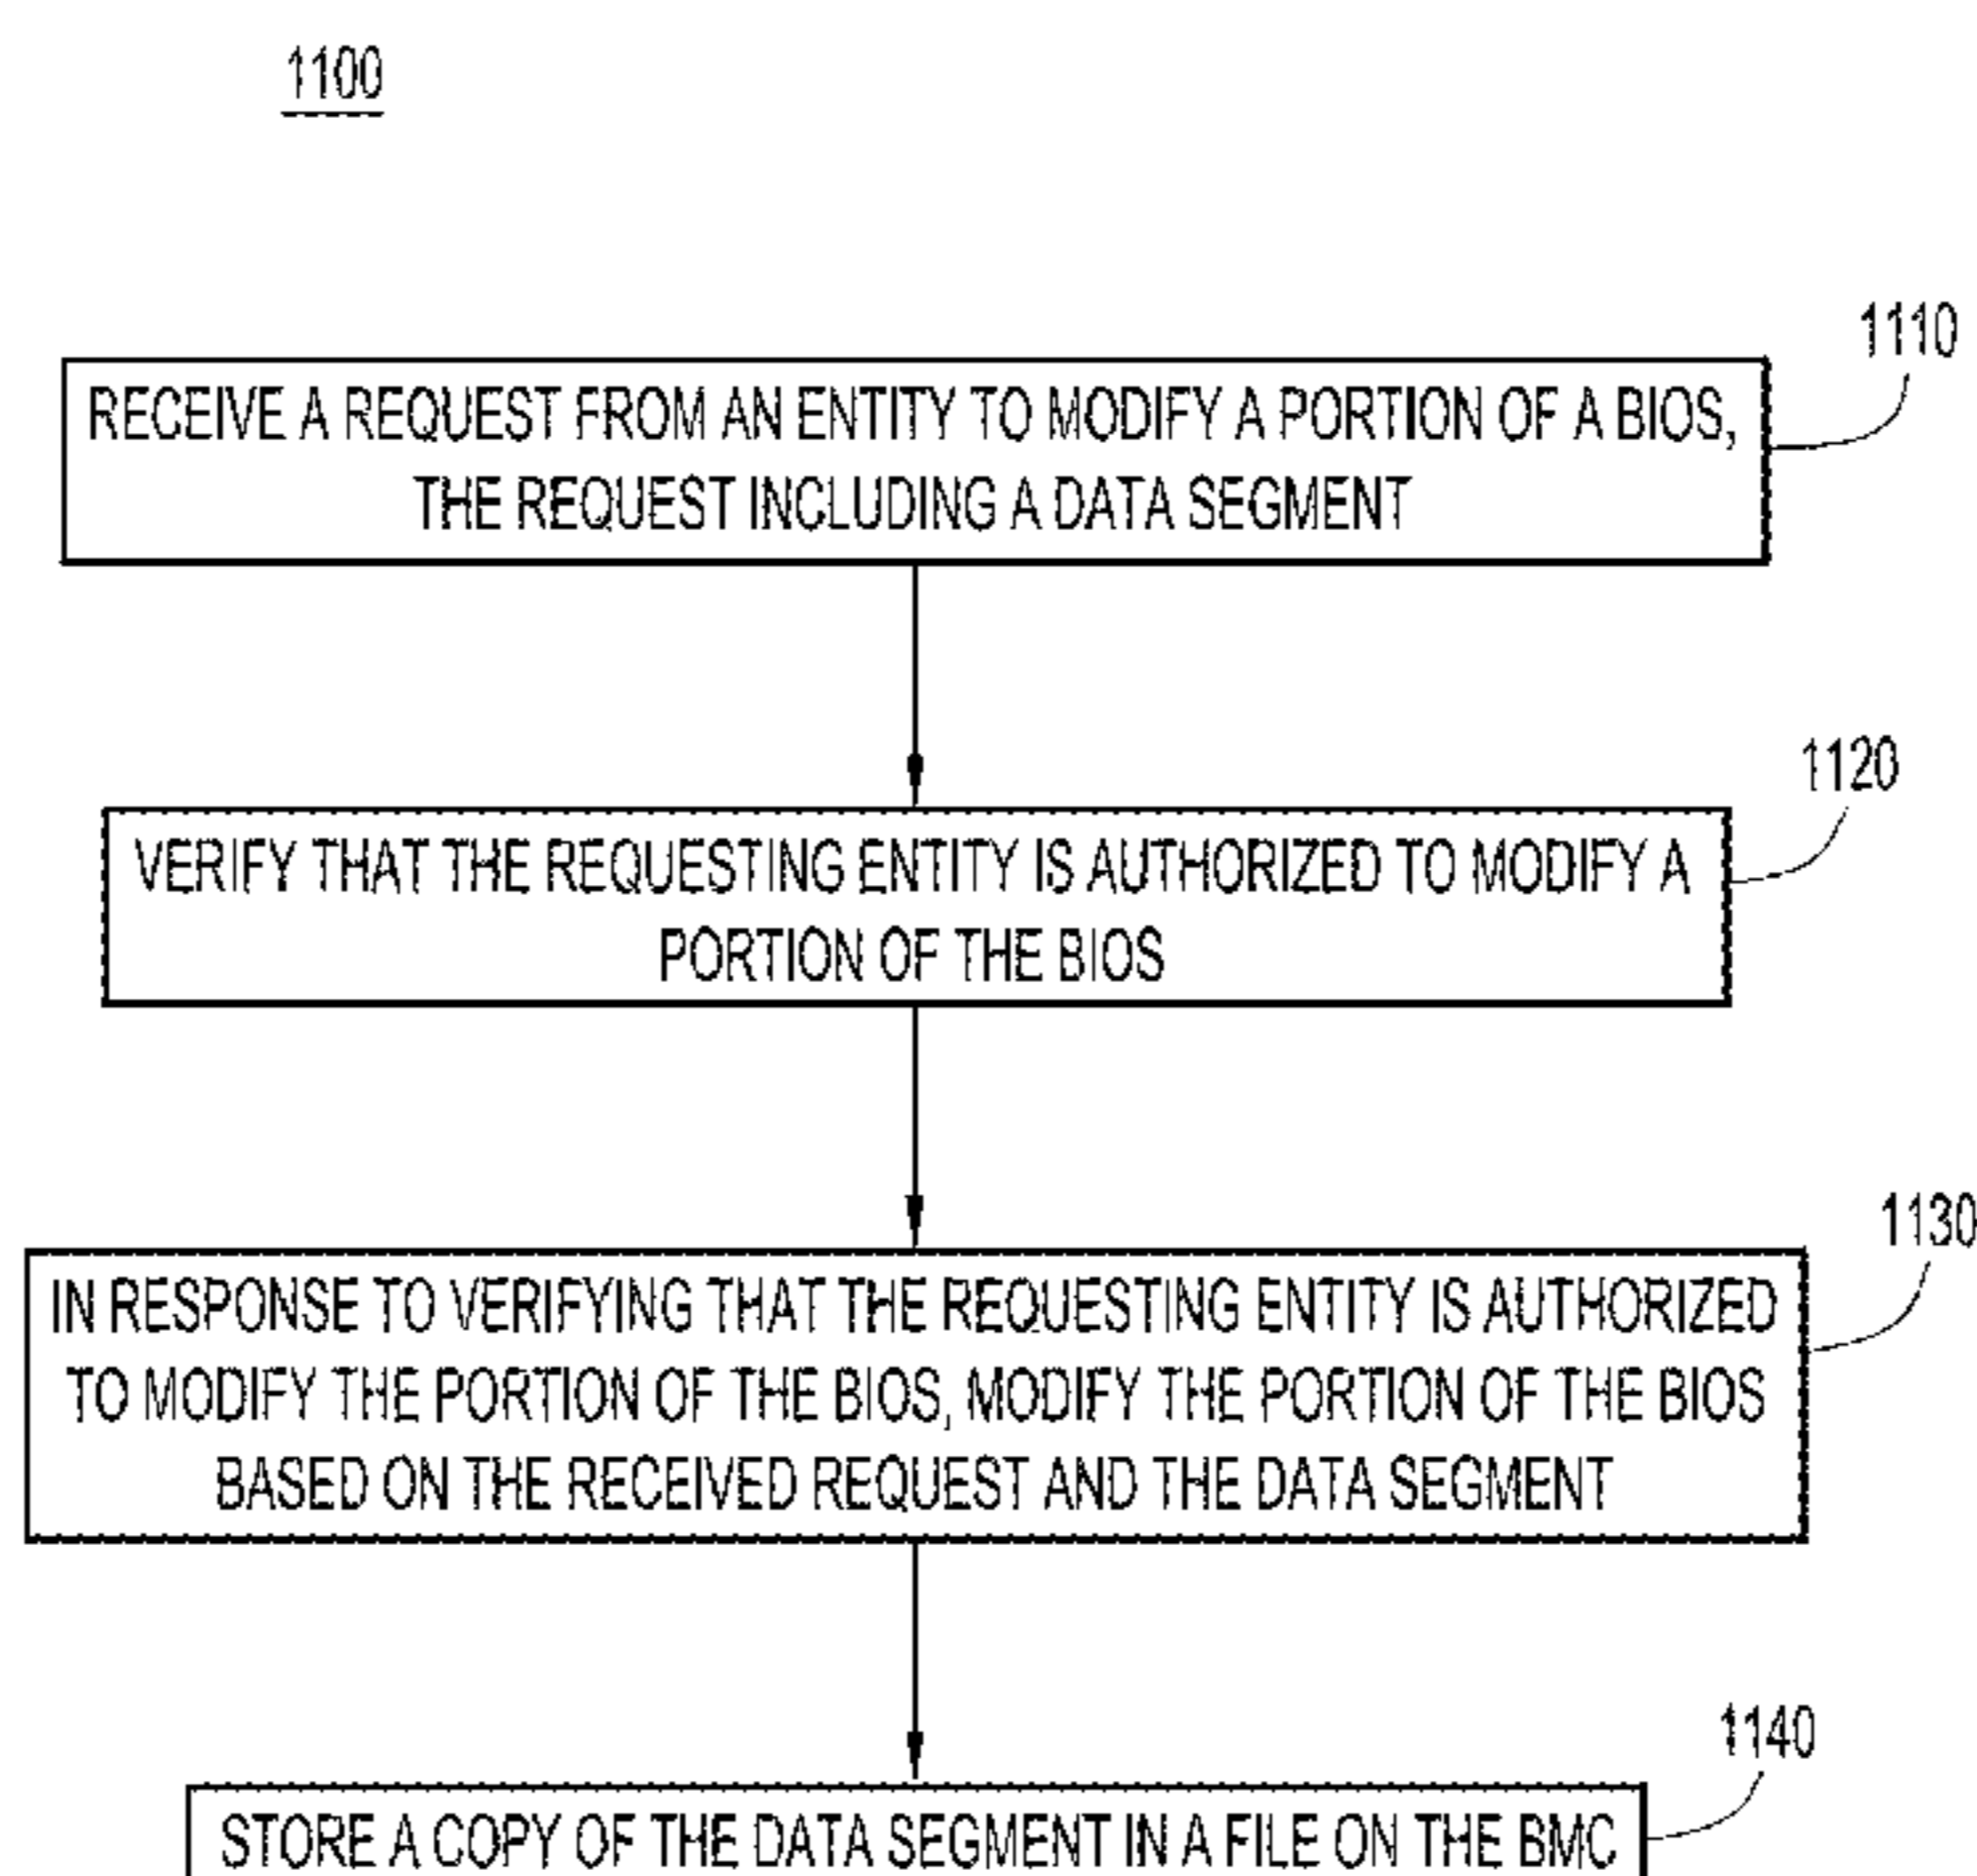 1100
1110
RECEIVE A REQUEST FROM AN ENTITY TO MODIFY A PORTION OF A BIOS,
THE REQUEST INCLUDING A DATA SEGMENT
1120
VERIFY THAT THE REQUESTING ENTITY IS AUTHORIZED TO MODIFY A
PORTION OF THE BIOS
1130
IN RESPONSE TO VERIFYING THAT THE REQUESTING ENTITY IS AUTHORIZED
TO MODIFY THE PORTION OF THE BIOS, MODIFY THE PORTION OF THE BIOS
BASED ON THE RECEIVED REQUEST AND THE DATA SEGMENT
1140
STORE A COPY OF THE DATA SEGMENT IN A FILE ON THE BMC